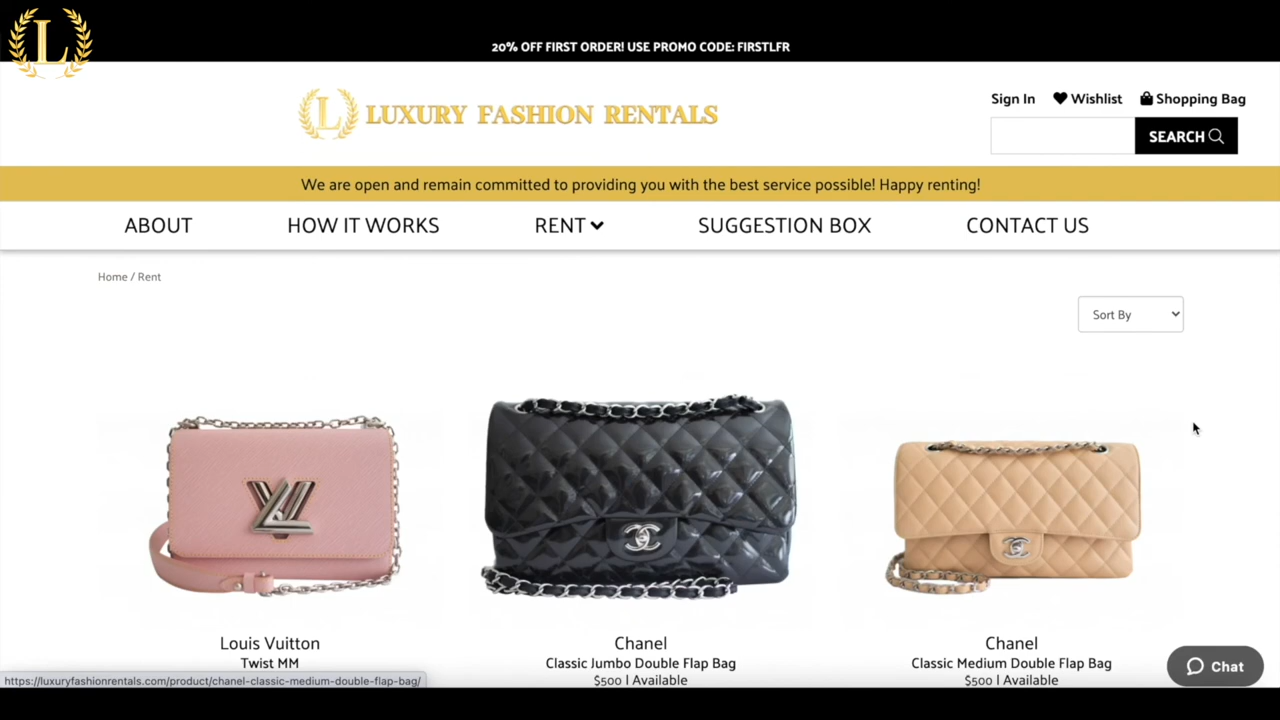 20% OFF FIRST ORDER! USE PROMO CODE: FIRSTLFR
L
L LUXURY FASHION RENTALS
Sign In Wishlist Shopping Bag
SEARCH
We are open and remain committed to providing you with the best service possible! Happy renting!
ABOUT HOW IT WORKS RENT SUGGESTION BOX CONTACT US
Home / Rent
Sort By
Louis Vuitton
Twist MM
Chanel
Classic Jumbo Double Flap Bag
$500 | Available
Chanel
Classic Medium Double Flap Bag
$500 | Available
Chat
https://luxuryfashionrentals.com/product/chanel-classic-medium-double-flap-bag/